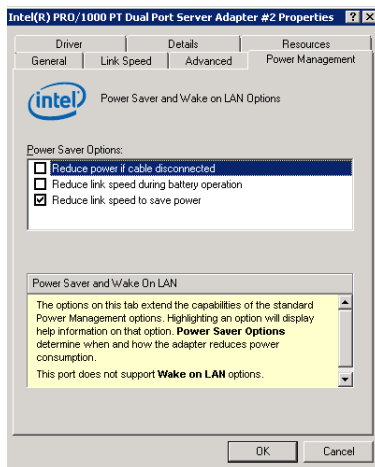 Intel(R) PRO/1000 PT Dual Port Server Adapter #2 Properties
Driver Details Resources
General Link Speed Advanced Power Management
intel Power Saver and Wake on LAN Options
Power Saver Options:
Reduce power if cable disconnected
Reduce link speed during battery operation
Reduce link speed to save power
Power Saver and Wake On LAN
The options on this tab extend the capabilities of the standard
Power Management options. Highlighting an option will display
help information on that option. Power Saver Options
determine when and how the adapter reduces power
consumption.
This port does not support Wake on LAN options.
OK Cancel